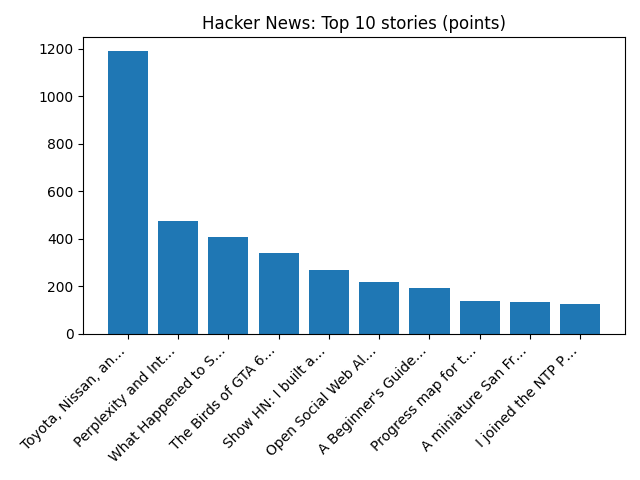 Hacker News: Top 10 stories (points)
1200
1000
800
600
400
200
0
Toyota, Nissan, an...
Perplexity and Int...
What Happened to S...
The Birds of GTA 6...
Show HN: I built a...
Open Social Web Al...
A Beginner's Guide...
Progress map for t...
A miniature San Fr...
I joined the NTP P...